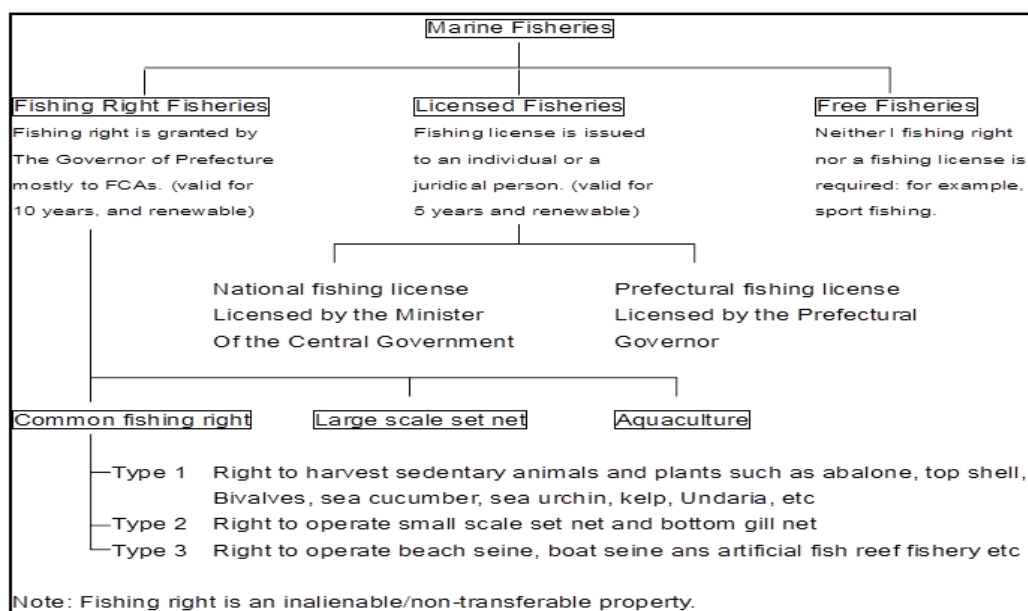 Marine Fisheries
Fishing Right Fisheries
Fishing right is granted by
The Governor of Prefecture
mostly to FCAs. (valid for
10 years, and renewable)
Licensed Fisheries
Fishing license is issued
to an individual or a
juridical person. (valid for
5 years and renewable)
Free Fisheries
Neither l fishing right
nor a fishing license is
required: for example,
sport fishing.
National fishing license
Licensed by the Minister
Of the Central Government
Prefectural fishing license
Licensed by the Prefectural
Governor
Common fishing right
Large scale set net
Aquaculture
Type 1 Right to harvest sedentary animals and plants such as abalone, top shell,
Bivalves, sea cucumber, sea urchin, kelp, Undaria, etc
Type 2 Right to operate small scale set net and bottom gill net
Type 3 Right to operate beach seine, boat seine ans artificial fish reef fishery etc
Note: Fishing right is an inalienable/non-transferable property.